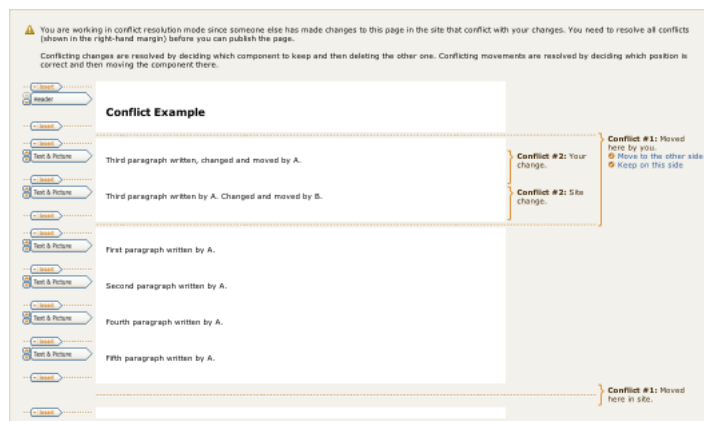 You are working in conflict resolution mode since someone else has made changes to this page in the site that conflict with your changes. You need to resolve all conflicts
(shown in the right-hand margin) before you can publish the page.
Conflicting changes are resolved by deciding which component to keep and then deleting the other one. Conflicting movements are resolved by deciding which position is
correct and then moving the component there.
Insert
Header
Conflict Example
Insert
Conflict #1: Moved
here by you.
Move to the other side
Keep on this side
Insert
Text & Picture
Third paragraph written, changed and moved by A.
Conflict #2: Your
change.
Insert
Text & Picture
Third paragraph written by A. Changed and moved by B.
Conflict #2: Site
change.
Insert
Insert
Text & Picture
First paragraph written by A.
Insert
Text & Picture
Second paragraph written by A.
Insert
Text & Picture
Fourth paragraph written by A.
Insert
Text & Picture
Fifth paragraph written by A.
Insert
Conflict #1: Moved
here in site.
Insert